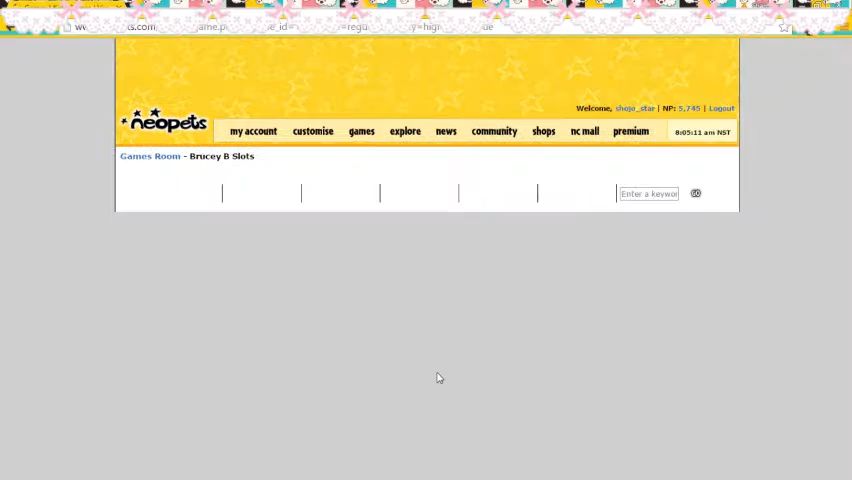 Welcome, shojo_star | NP: 5,745 | Logout
neopets
my account customise games explore news community shops nc mall premium 8:05:11 am NST
Games Room - Brucey B Slots
Enter a keywor GO